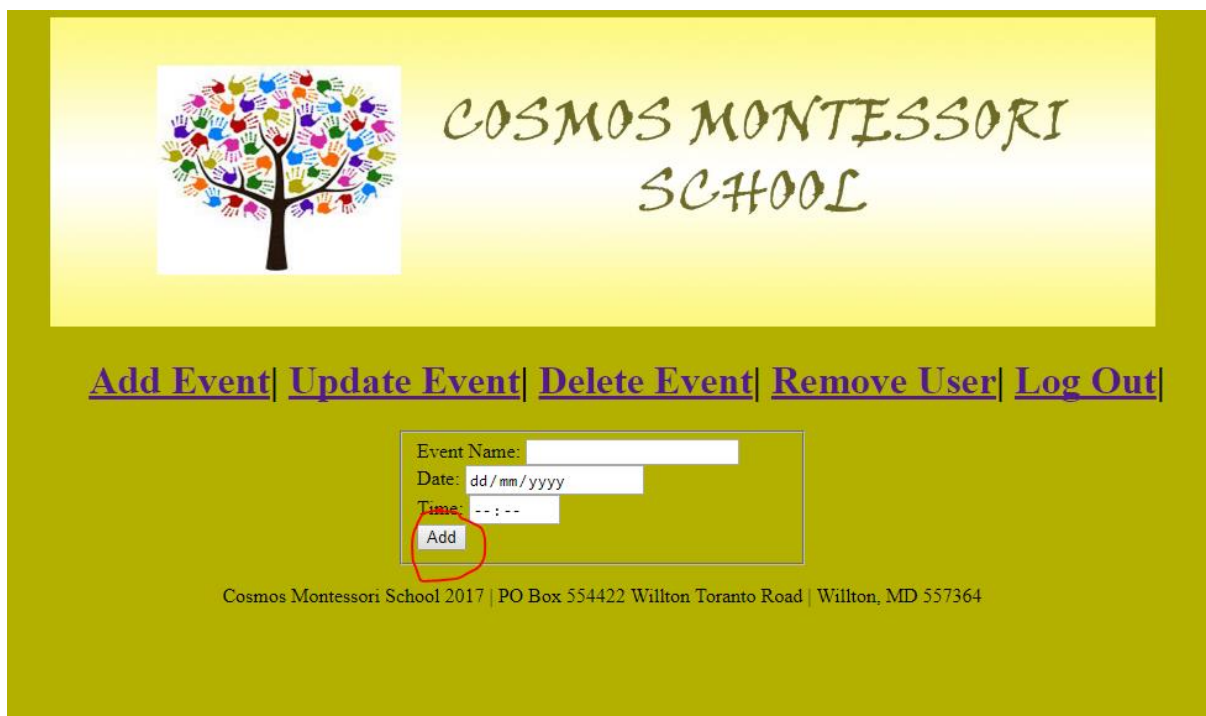 COSMOS MONTESSORI
SCHOOL
Add Event| Update Event| Delete Event| Remove User| Log Out|
Event Name:
Date: dd/mm/yyyy
Time: --:--
Add
Cosmos Montessori School 2017 | PO Box 554422 Willton Toranto Road | Willton, MD 557364